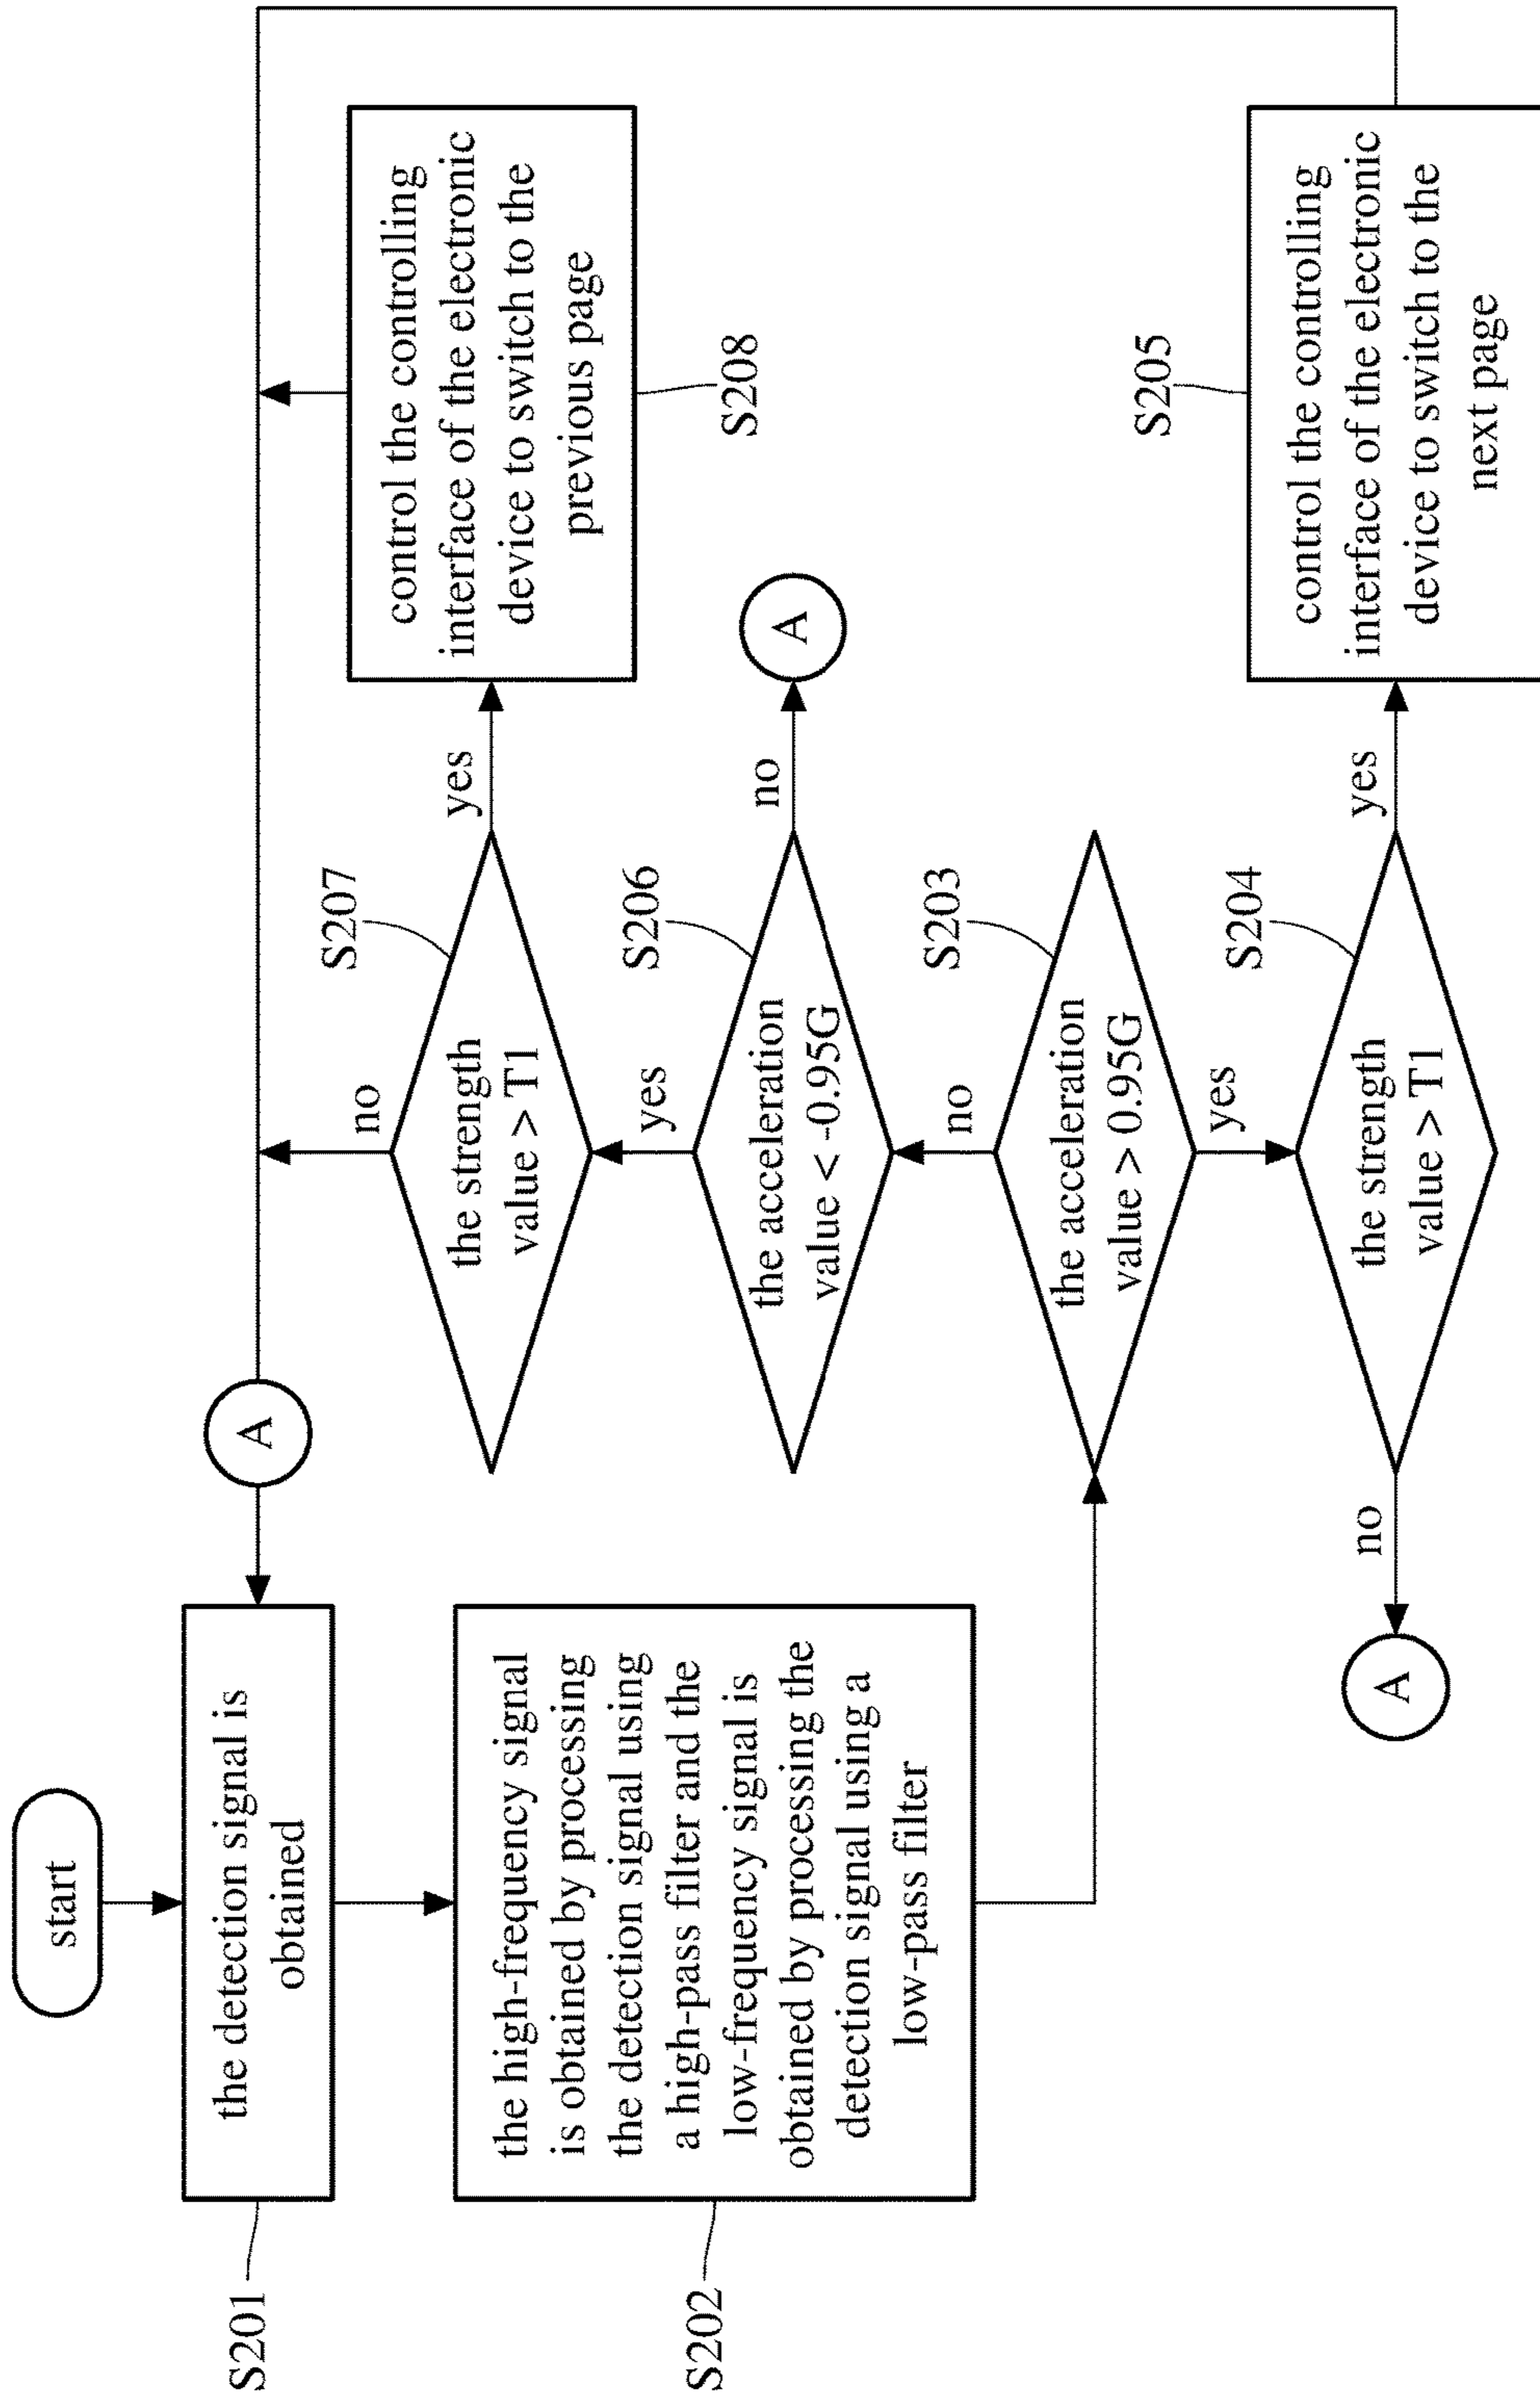 start
the detection signal is
obtained
S201
the high-frequency signal
is obtained by processing
the detection signal using
a high-pass filter and the
low-frequency signal is
obtained by processing the
detection signal using a
low-pass filter
S202
A
no
the strength
value > T1
S207
yes
control the controlling
interface of the electronic
device to switch to the
previous page
S208
yes
the acceleration
value < -0.95G
S206
no
A
no
the acceleration
value > 0.95G
S203
yes
the strength
value > T1
S204
no
A
yes
control the controlling
interface of the electronic
device to switch to the
next page
S205